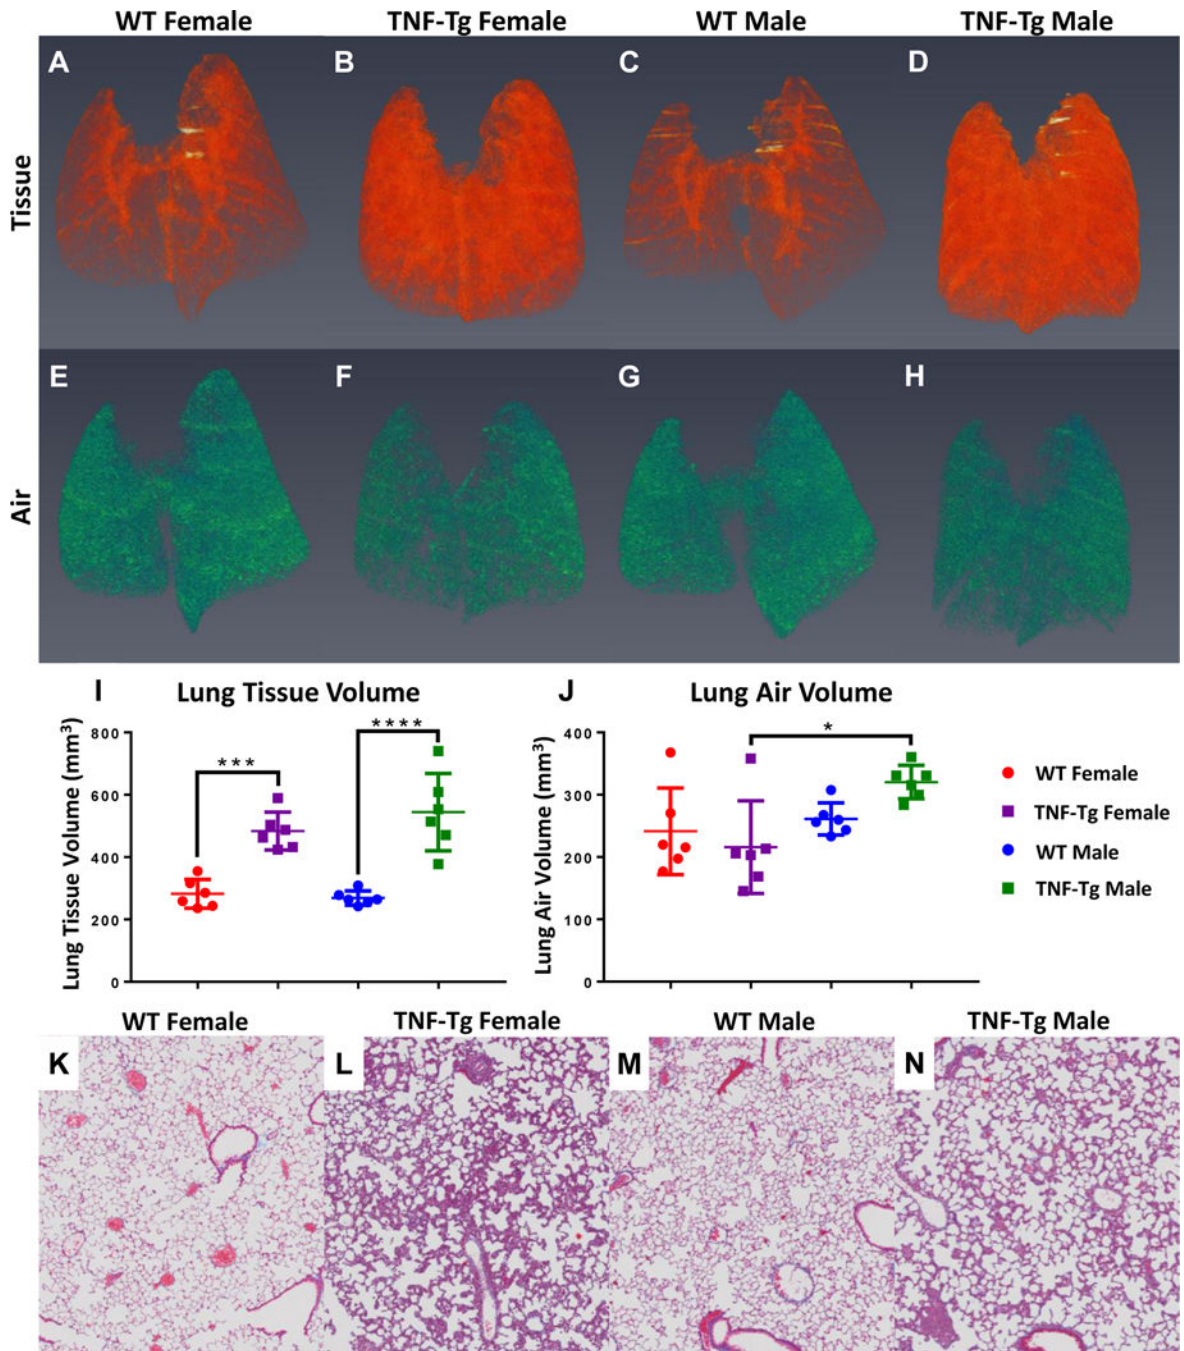 WT Female TNF-Tg Female WT Male TNF-Tg Male
A B C D
Tissue
E F G H
Air
I Lung Tissue Volume J Lung Air Volume
Lung Tissue Volume (mm³)
800
600
400
200
0
*** ****
Lung Air Volume (mm³)
400
300
200
100
0
*
WT Female
TNF-Tg Female
WT Male
TNF-Tg Male
WT Female TNF-Tg Female WT Male TNF-Tg Male
K L M N